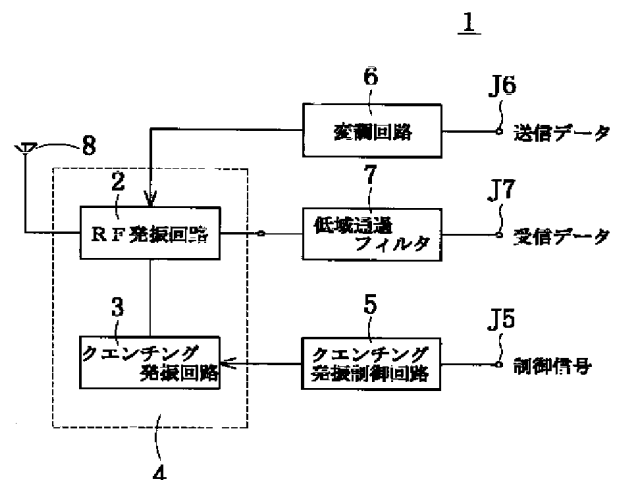 1
6
J6
変調回路
送信データ
8
2
7
J7
RF発振回路
低域通過
フィルタ
受信データ
3
5
J5
クエンチング
発振回路
クエンチング
発振制御回路
制御信号
4